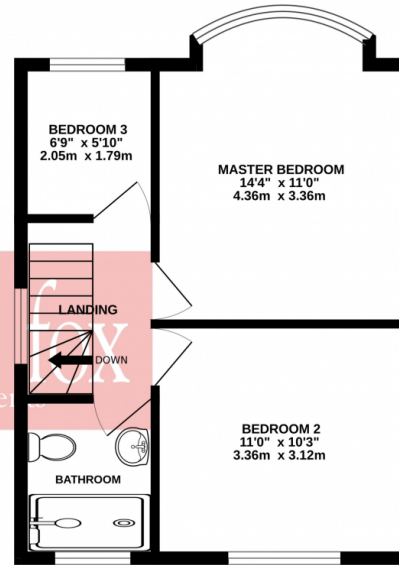 BEDROOM 3
6'9" x 5'10"
2.05m x 1.79m
MASTER BEDROOM
14'4" x 11'0"
4.36m x 3.36m
LANDING
fox
DOWN
BEDROOM 2
11'0" x 10'3"
3.36m x 3.12m
BATHROOM